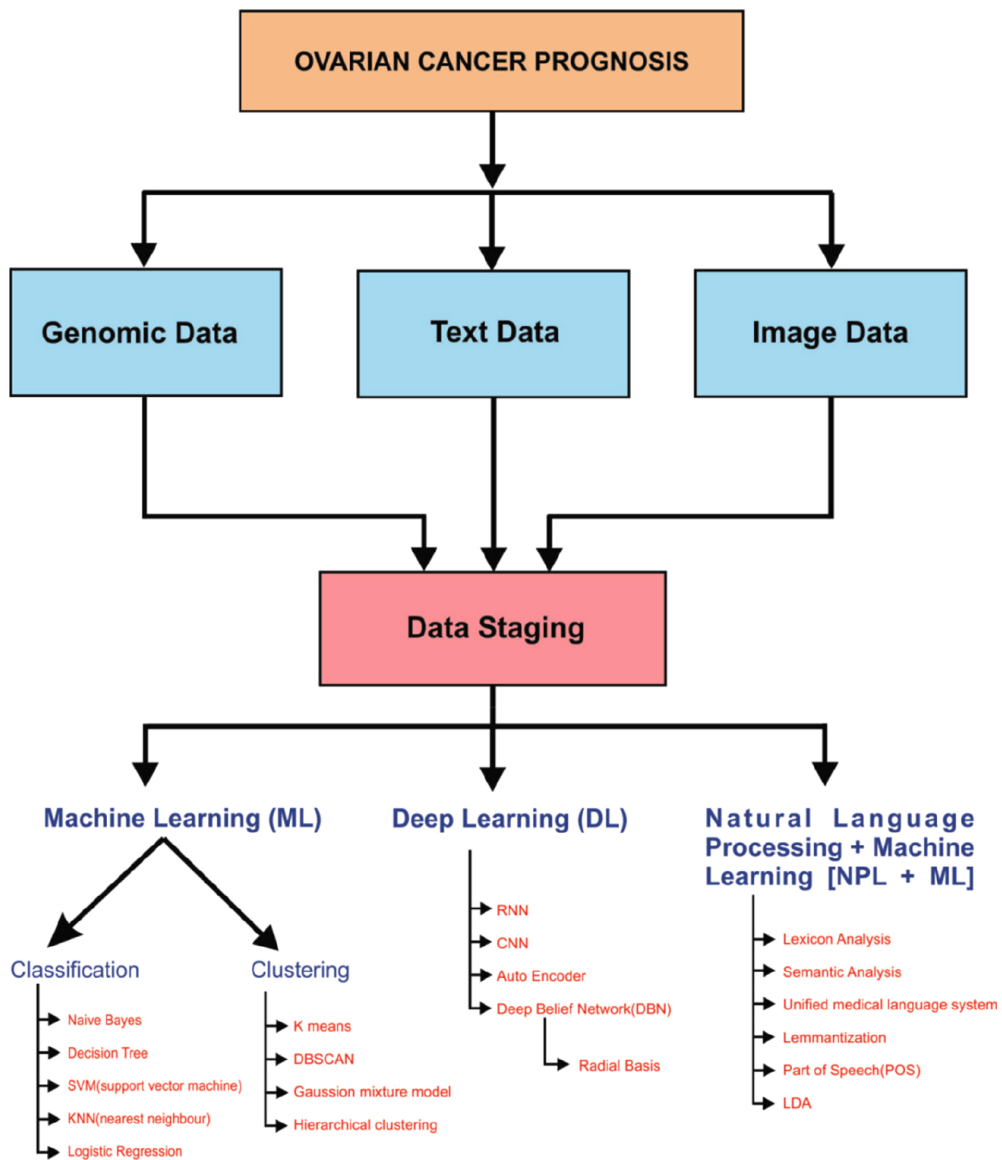 OVARIAN CANCER PROGNOSIS
Genomic Data
Text Data
Image Data
Data Staging
Machine Learning (ML)
Classification
Naive Bayes
Decision Tree
SVM(support vector machine)
KNN(nearest neighbour)
Logistic Regression
Clustering
K means
DBSCAN
Gaussion mixture model
Hierarchical clustering
Deep Learning (DL)
RNN
CNN
Auto Encoder
Deep Belief Network(DBN)
Radial Basis
Natural Language
Processing + Machine
Learning [NPL + ML]
Lexicon Analysis
Semantic Analysis
Unified medical language system
Lemmantization
Part of Speech(POS)
LDA